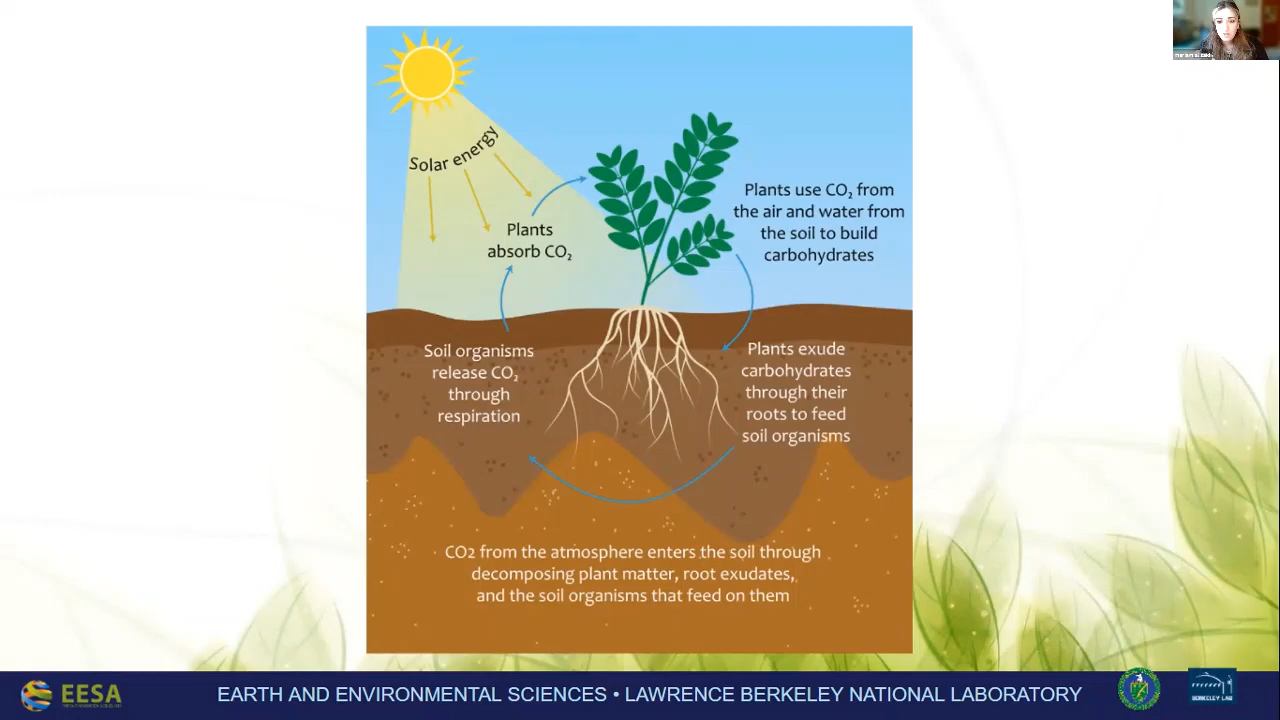 Solar energy
Plants
absorb CO₂
Plants use CO₂ from
the air and water from
the soil to build
carbohydrates
Plants exude
carbohydrates
through their
roots to feed
soil organisms
Soil organisms
release CO₂
through
respiration
CO2 from the atmosphere enters the soil through
decomposing plant matter, root exudates,
and the soil organisms that feed on them
EESA
EARTH AND ENVIRONMENTAL SCIENCES • LAWRENCE BERKELEY NATIONAL LABORATORY
BERKELEY LAB